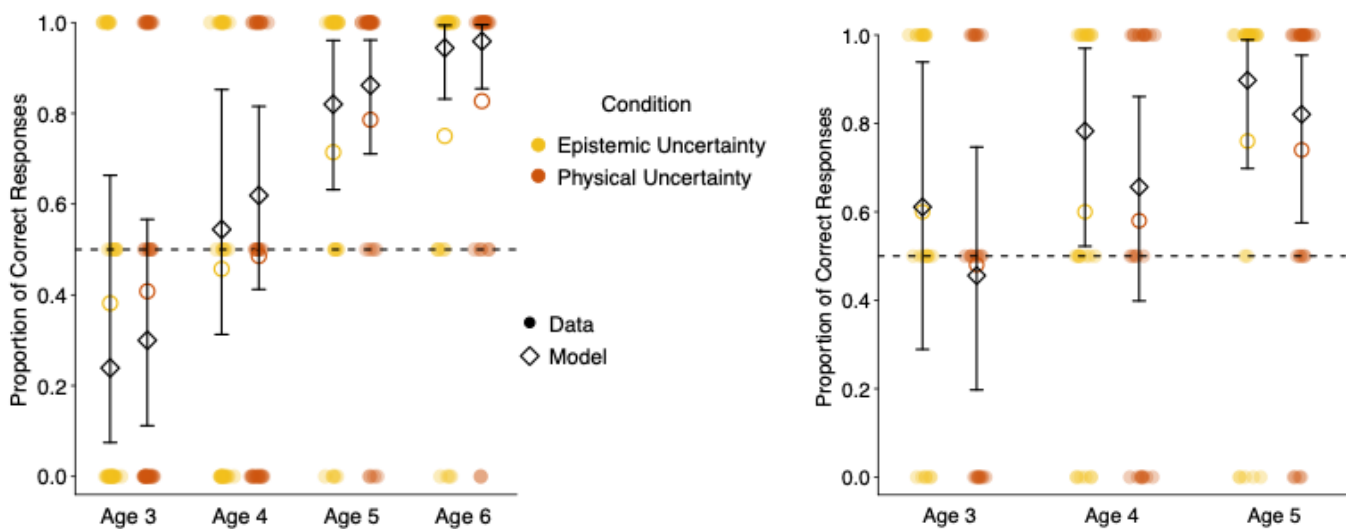 Proportion of Correct Responses
1.0
0.8
0.6
0.4
0.2
0.0
Age 3 Age 4 Age 5 Age 6
Condition
Epistemic Uncertainty
Physical Uncertainty
Data
Model
Proportion of Correct Responses
1.0
0.8
0.6
0.4
0.2
0.0
Age 3 Age 4 Age 5